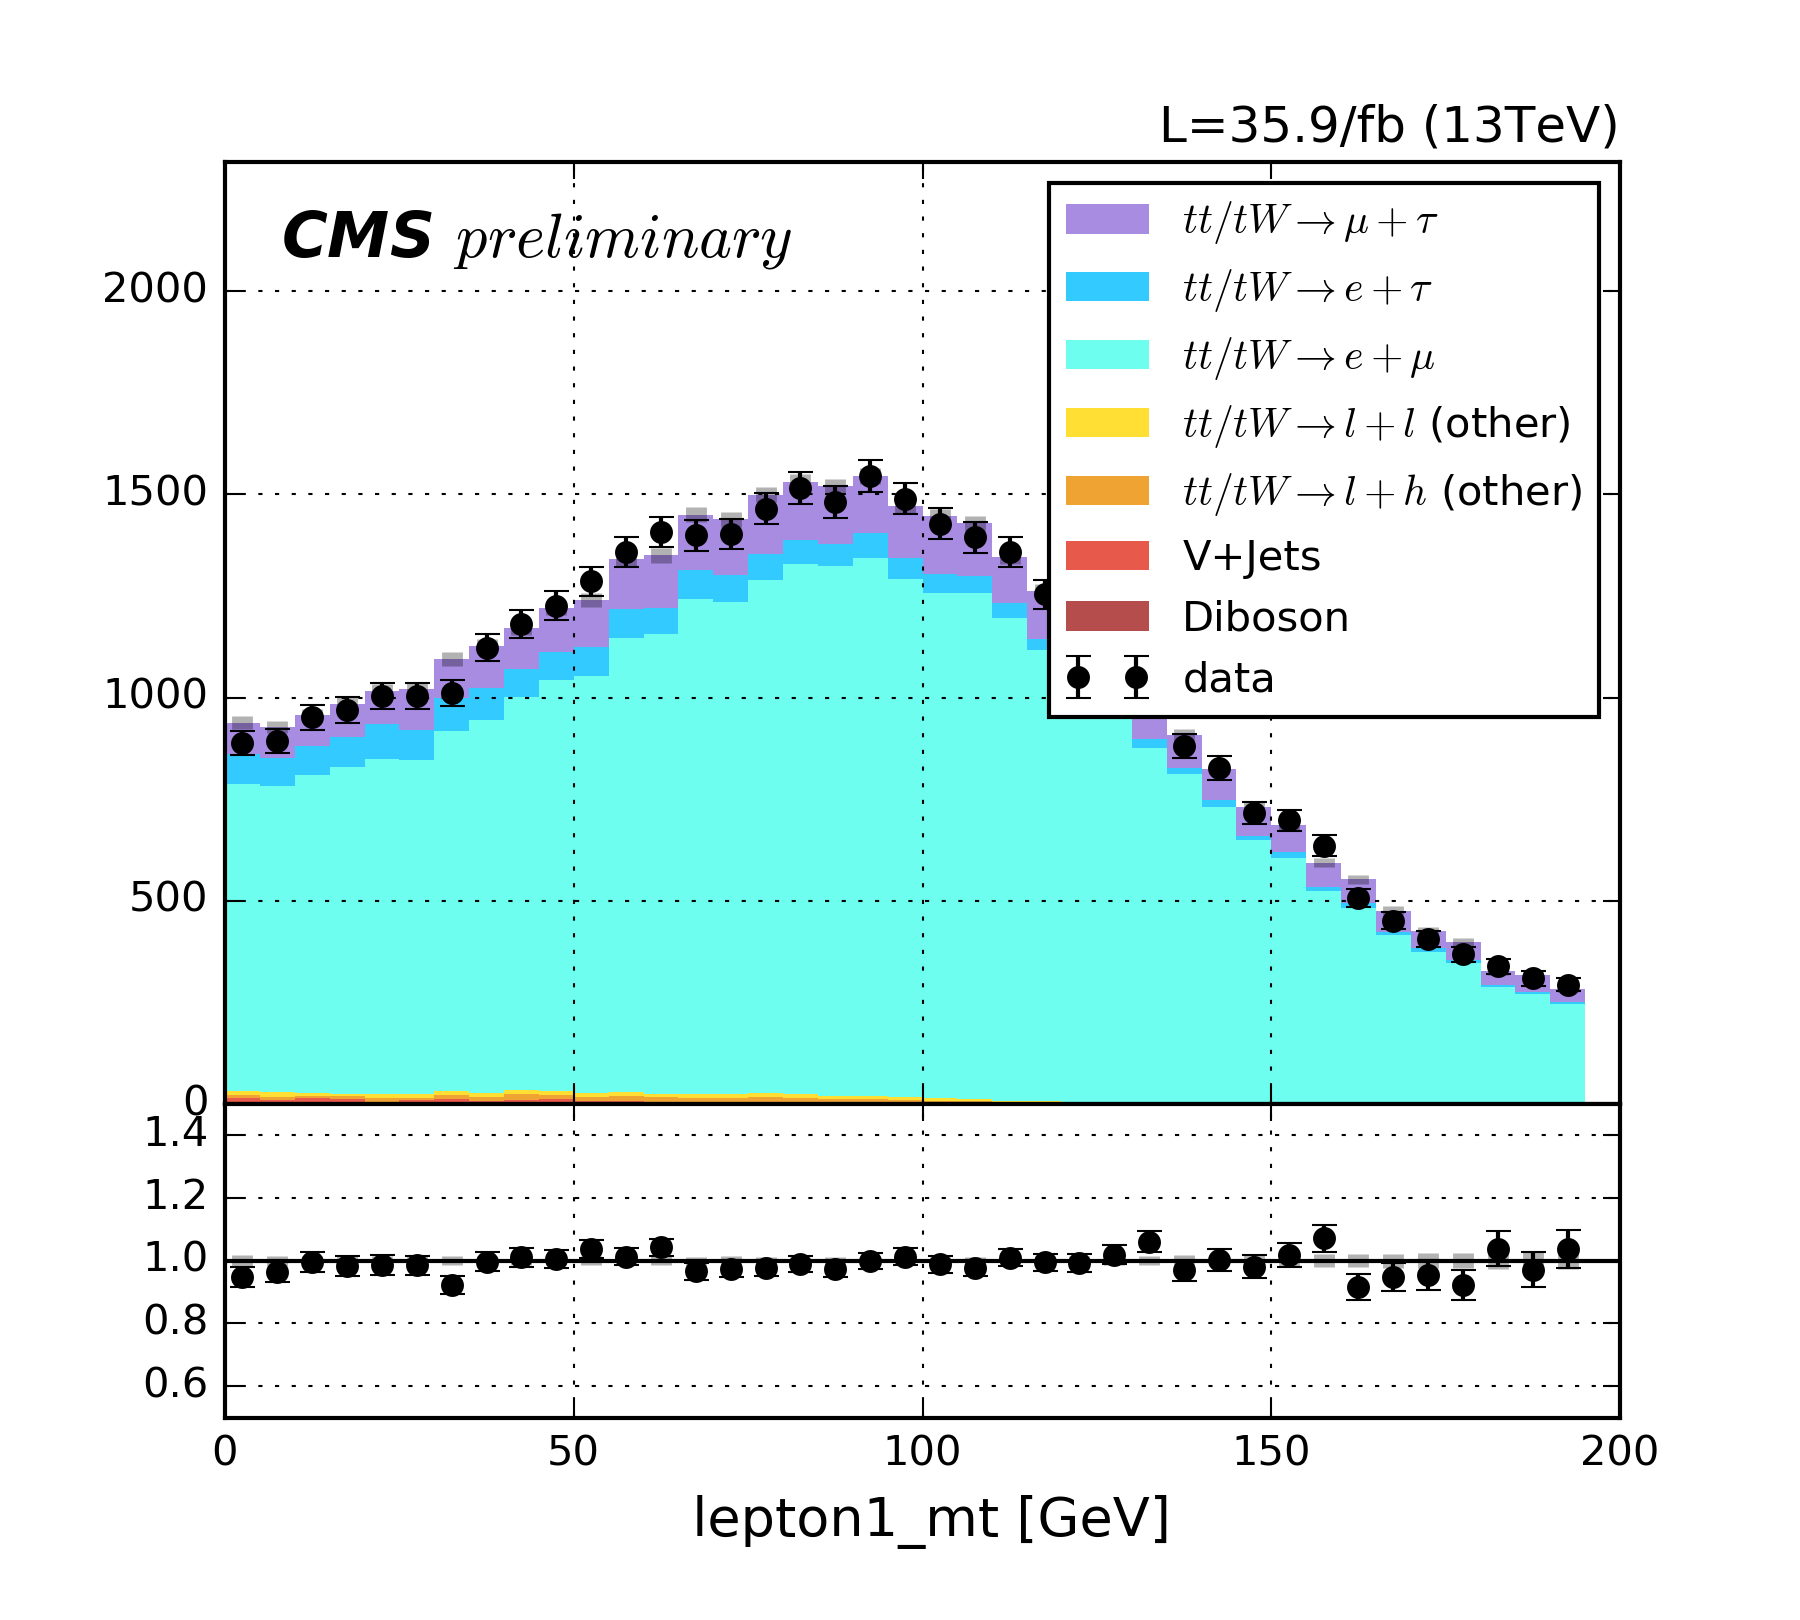 L=35.9/fb (13TeV)
CMS preliminary
tt/tW→μ+τ
tt/tW→e+τ
tt/tW→e+μ
tt/tW→l+l (other)
tt/tW→l+h (other)
V+Jets
Diboson
data
2000
1500
1000
500
0
1.4
1.2
1.0
0.8
0.6
0 50 100 150 200
lepton1_mt [GeV]